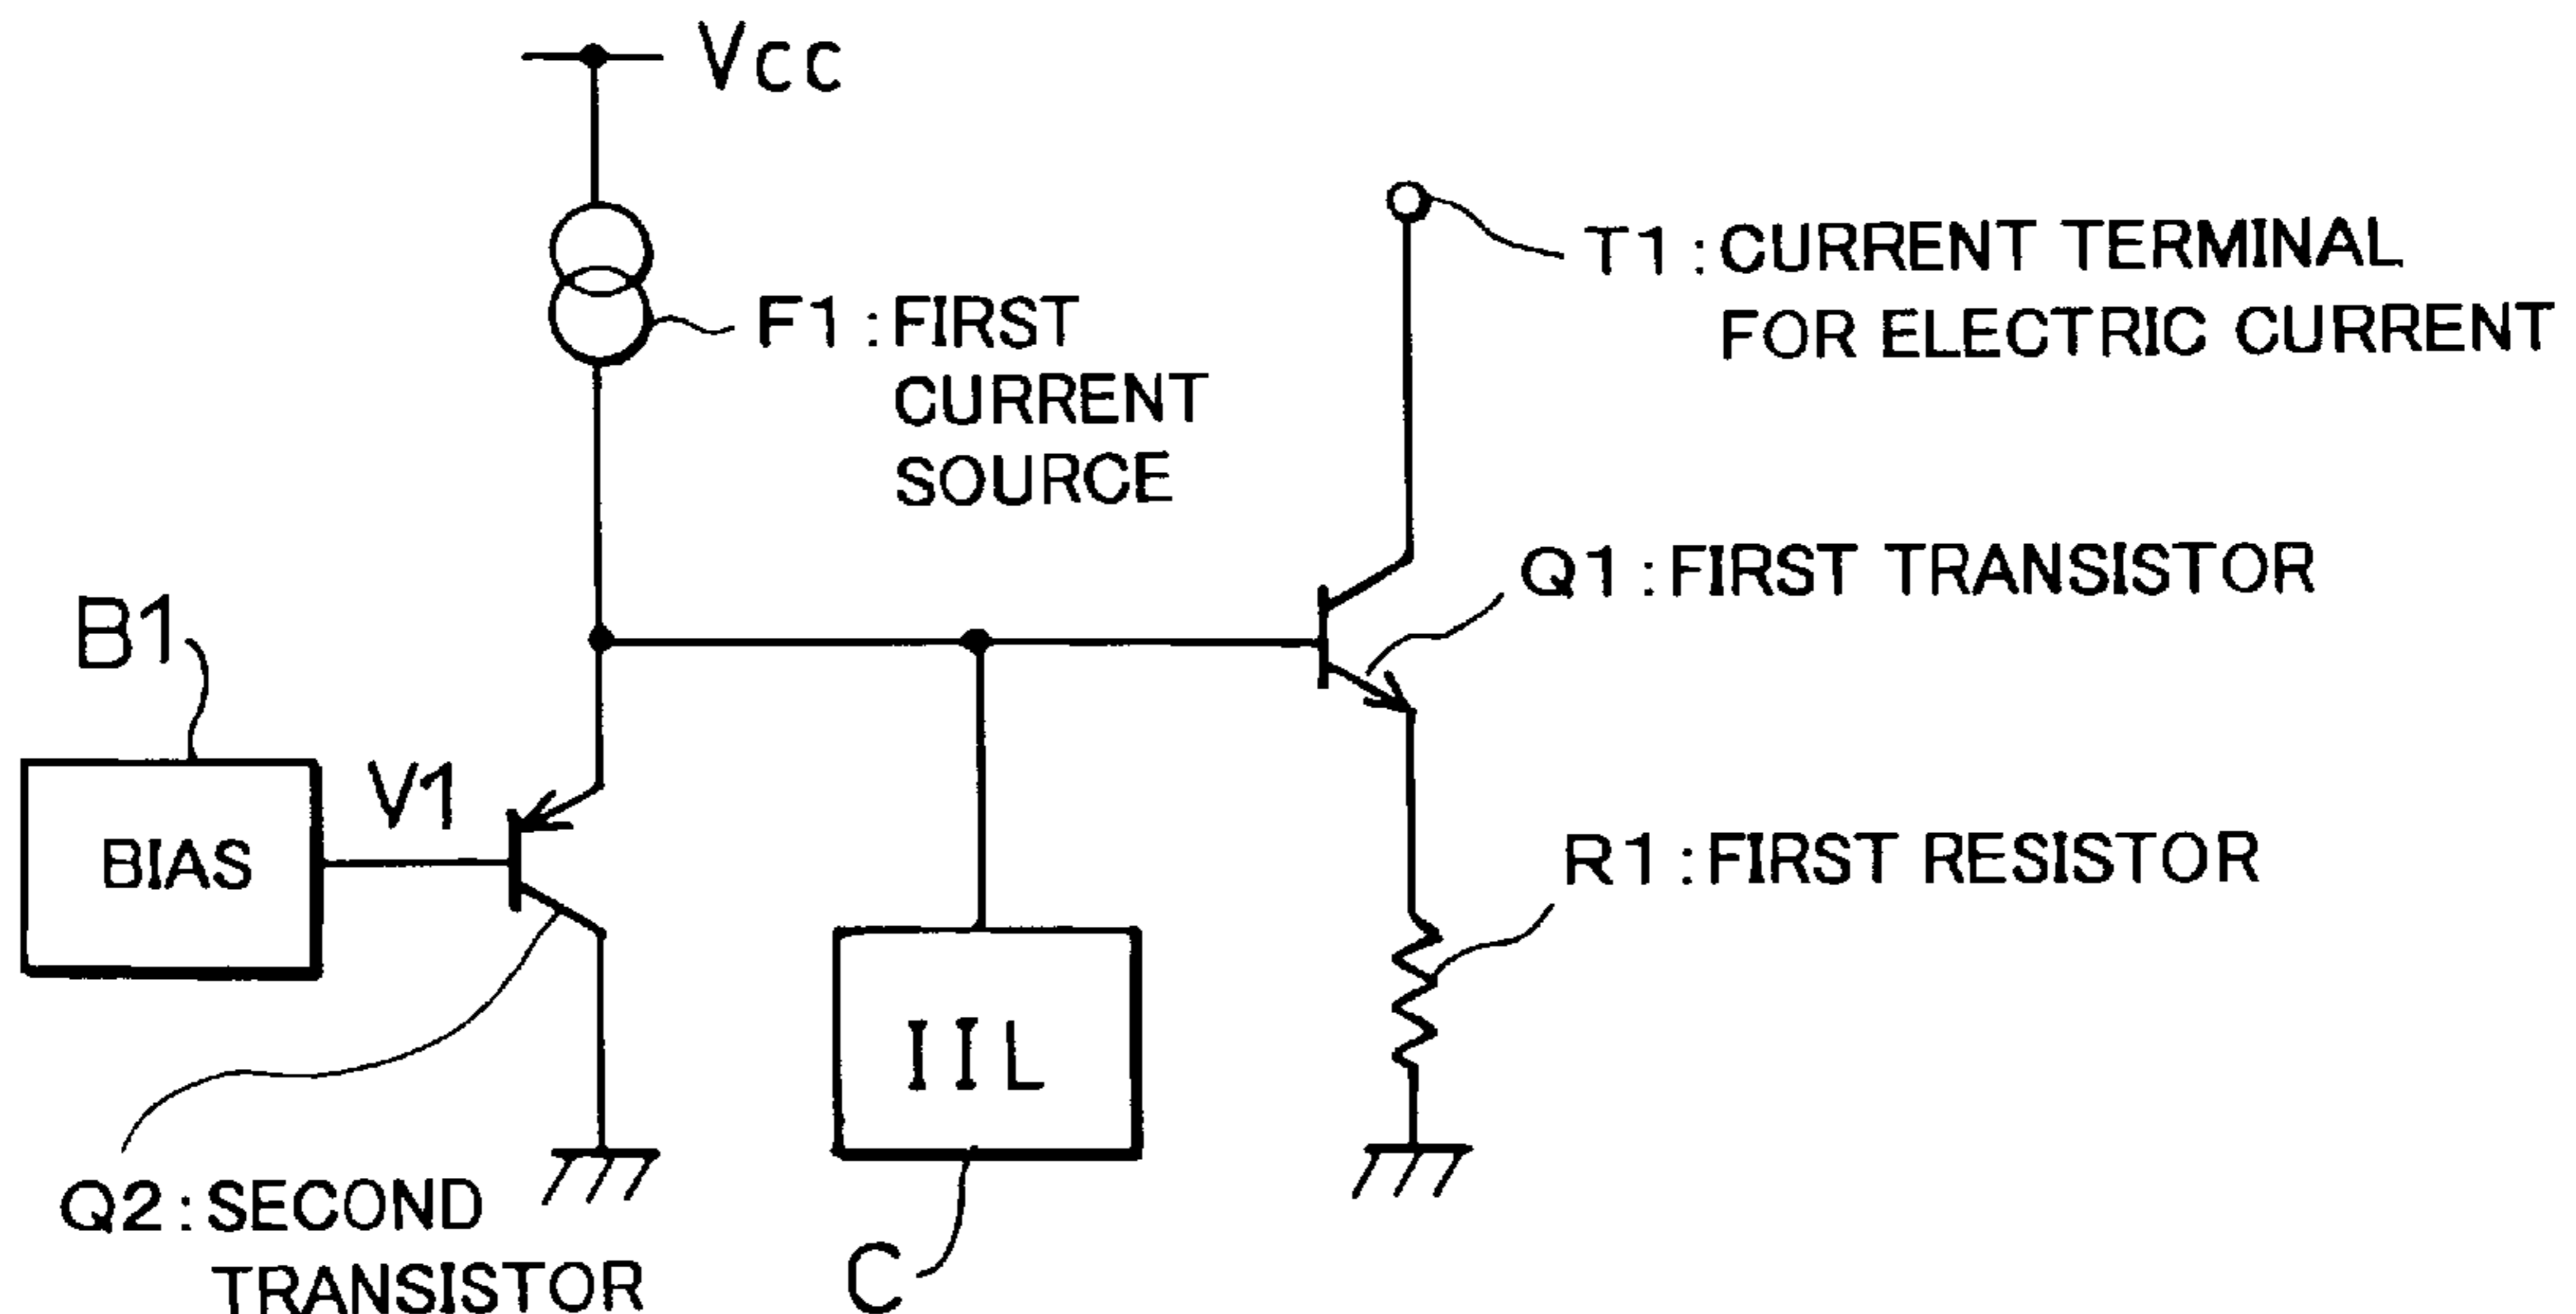 Vcc
T1 : CURRENT TERMINAL
FOR ELECTRIC CURRENT
F1 : FIRST
CURRENT
SOURCE
Q1 : FIRST TRANSISTOR
B1
V1
BIAS
R1 : FIRST RESISTOR
IIL
Q2 : SECOND
TRANSISTOR
C